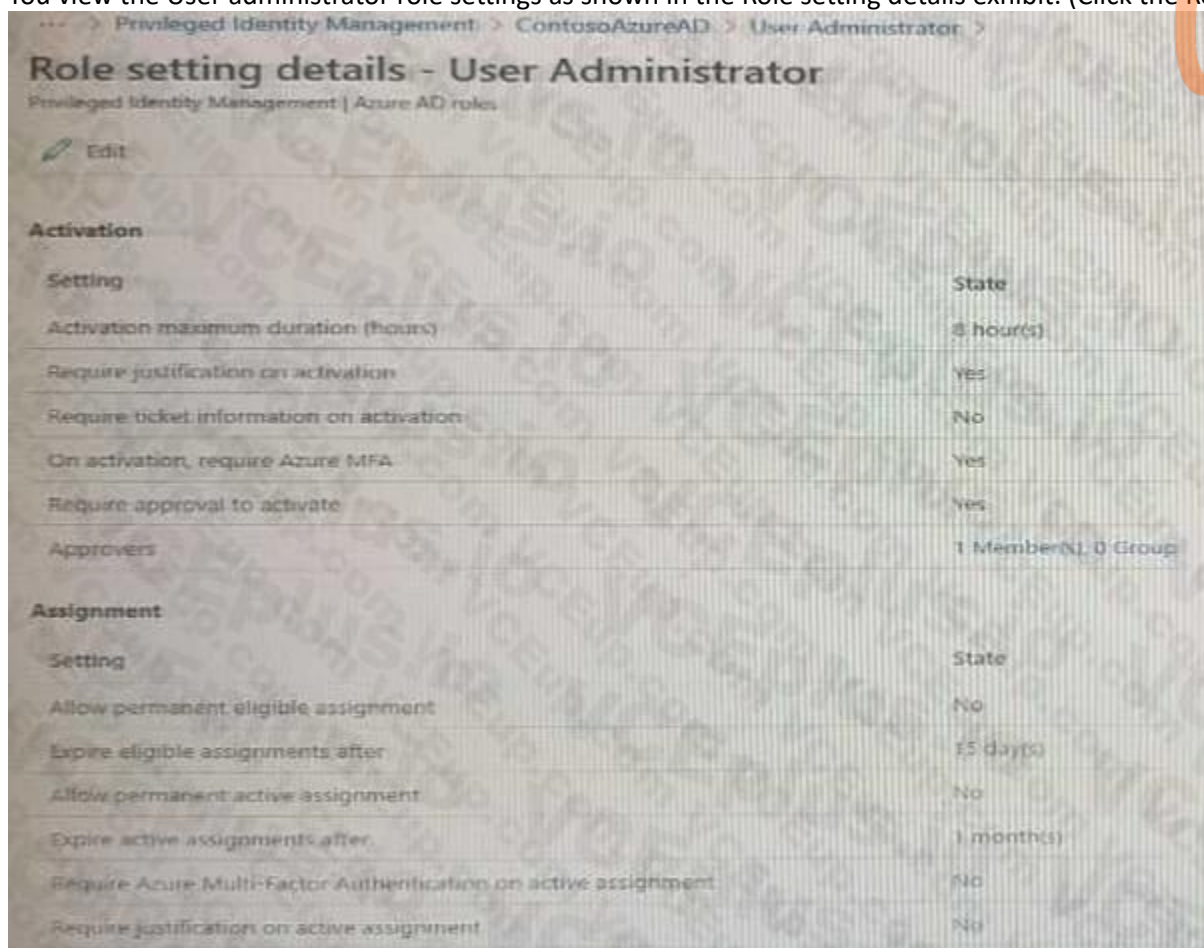 You view the User administrator role settings as shown in the Role setting details exhibit. (Click the R
··· > Privileged Identity Management > ContosoAzureAD > User Administrator >
Role setting details - User Administrator
Privileged Identity Management | Azure AD roles
Edit
Activation
Setting State
Activation maximum duration (hours) 8 hour(s)
Require justification on activation Yes
Require ticket information on activation No
On activation, require Azure MFA Yes
Require approval to activate Yes
Approvers 1 Member(s), 0 Group
Assignment
Setting State
Allow permanent eligible assignment No
Expire eligible assignments after 15 day(s)
Allow permanent active assignment No
Expire active assignments after 1 month(s)
Require Azure Multi-Factor Authentication on active assignment No
Require justification on active assignment No